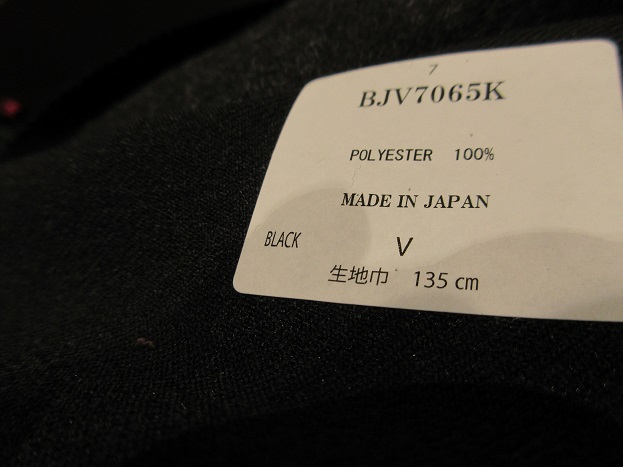 7
BJV7065K
POLYESTER 100%
MADE IN JAPAN
BLACK V
生地巾 135 cm